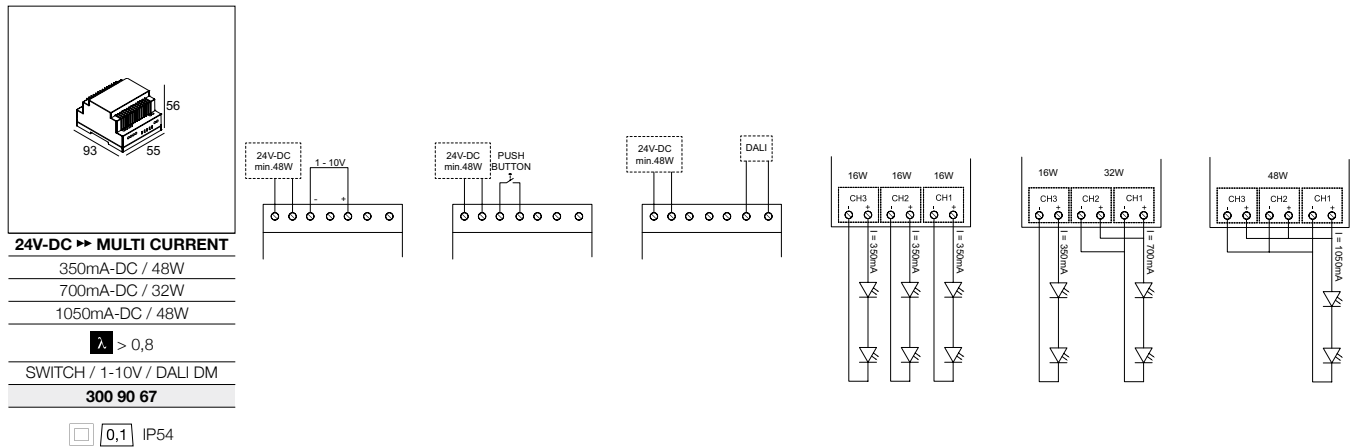 56
93
55
24V-DC ▸▸ MULTI CURRENT
350mA-DC / 48W
700mA-DC / 32W
1050mA-DC / 48W
λ > 0,8
SWITCH / 1-10V / DALI DM
300 90 67
0,1 IP54
24V-DC
min.48W
1 - 10V
- +
24V-DC
min.48W
PUSH
BUTTON
24V-DC
min.48W
DALI
16W 16W 16W
CH3 CH2 CH1
- + - + - +
I = 350mA
I = 350mA
I = 350mA
16W 32W
CH3 CH2 CH1
- + - + - +
I = 350mA
I = 700mA
48W
CH3 CH2 CH1
- + - + - +
I = 1050mA